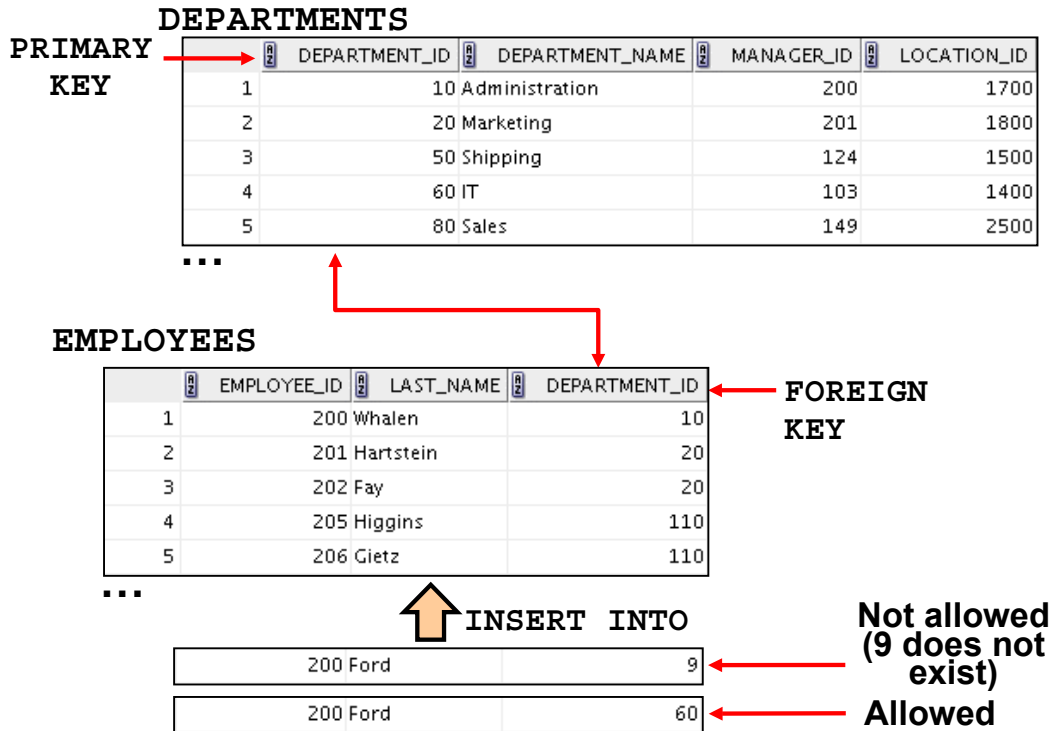 DEPARTMENTS
PRIMARY
KEY
DEPARTMENT_ID DEPARTMENT_NAME MANAGER_ID LOCATION_ID
1 10 Administration 200 1700
2 20 Marketing 201 1800
3 50 Shipping 124 1500
4 60 IT 103 1400
5 80 Sales 149 2500
...
EMPLOYEES
EMPLOYEE_ID LAST_NAME DEPARTMENT_ID
FOREIGN
KEY
1 200 Whalen 10
2 201 Hartstein 20
3 202 Fay 20
4 205 Higgins 110
5 206 Gietz 110
...
INSERT INTO
Not allowed
(9 does not
exist)
200 Ford 9
200 Ford 60
Allowed